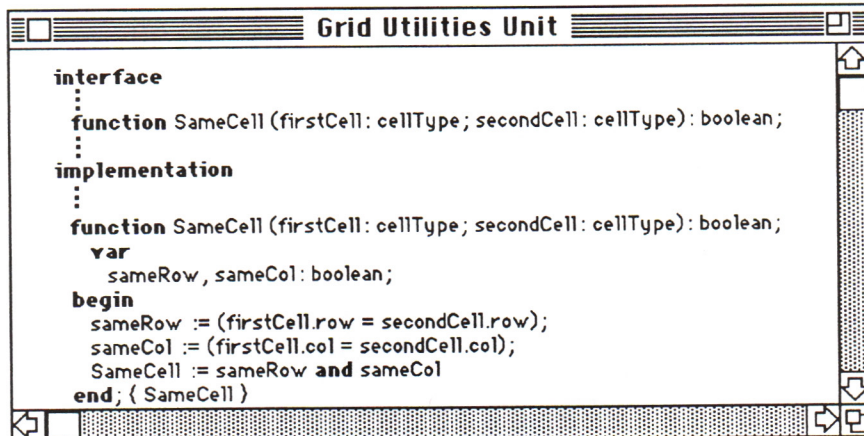 Grid Utilities Unit
interface
⋮
function SameCell (firstCell: cellType; secondCell: cellType): boolean;
⋮
implementation
⋮
function SameCell (firstCell: cellType; secondCell: cellType): boolean;
var
sameRow, sameCol: boolean;
begin
sameRow := (firstCell.row = secondCell.row);
sameCol := (firstCell.col = secondCell.col);
SameCell := sameRow and sameCol
end; { SameCell }